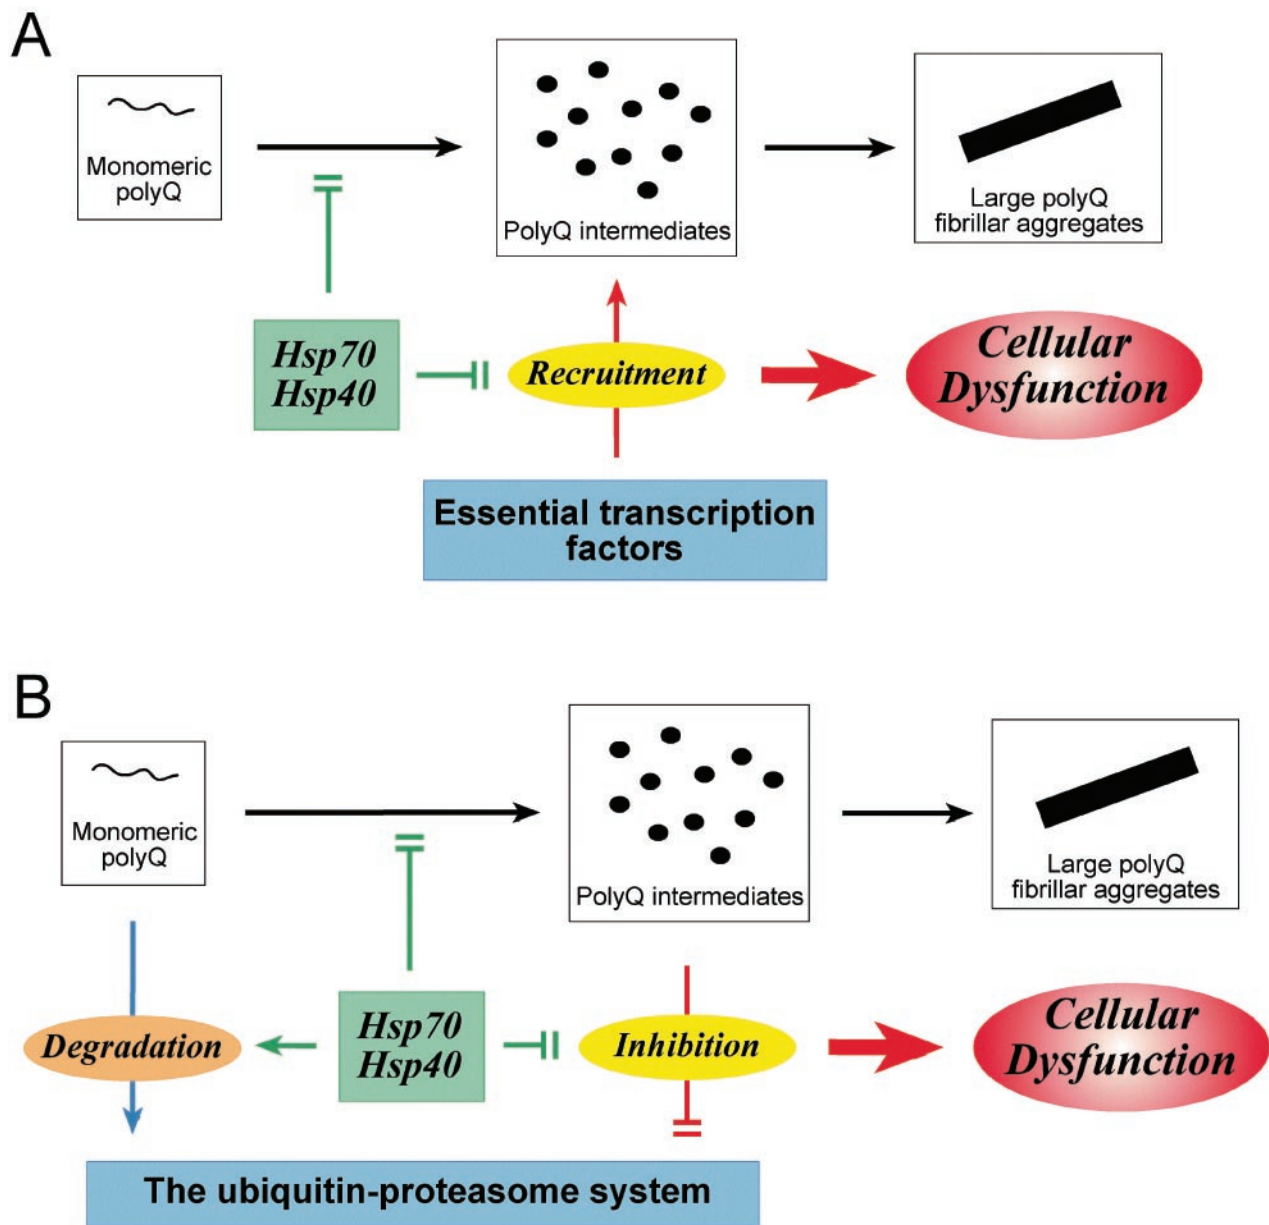 A
Monomeric
polyQ
PolyQ intermediates
Large polyQ
fibrillar aggregates
Hsp70
Hsp40
Recruitment
Cellular
Dysfunction
Essential transcription
factors
B
Monomeric
polyQ
PolyQ intermediates
Large polyQ
fibrillar aggregates
Degradation
Hsp70
Hsp40
Inhibition
Cellular
Dysfunction
The ubiquitin-proteasome system